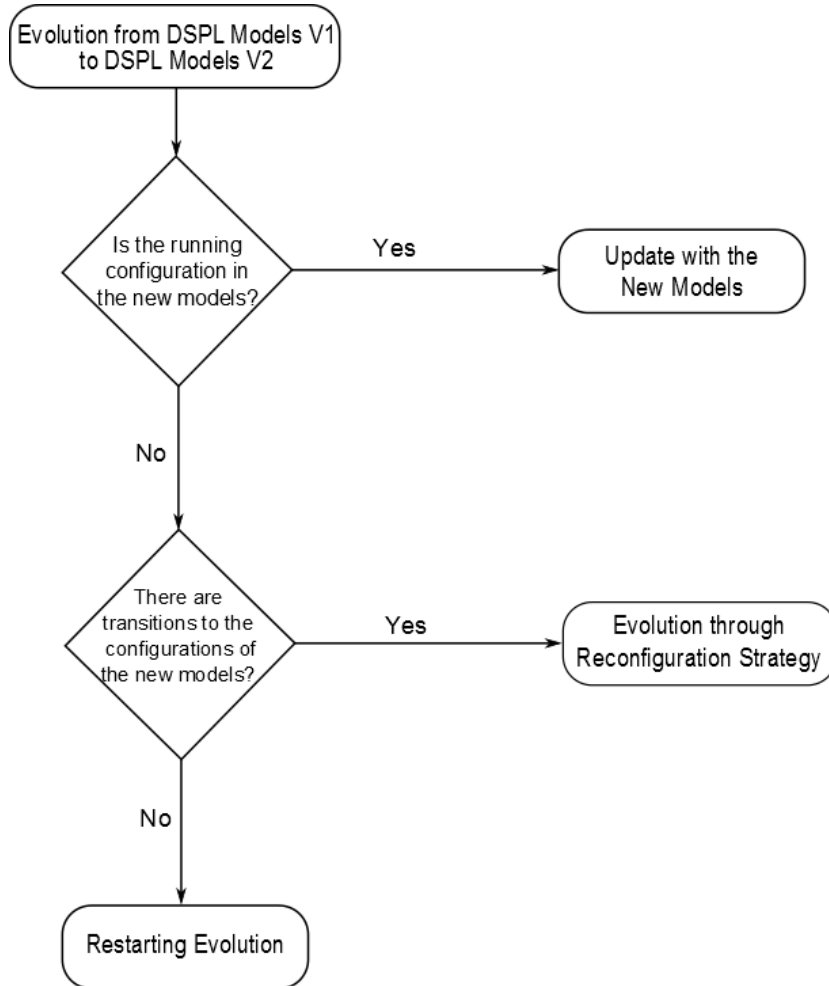 Evolution from DSPL Models V1
to DSPL Models V2
Is the running
configuration in
the new models?
Yes
Update with the
New Models
No
There are
transitions to the
configurations of
the new models?
Yes
Evolution through
Reconfiguration Strategy
No
Restarting Evolution